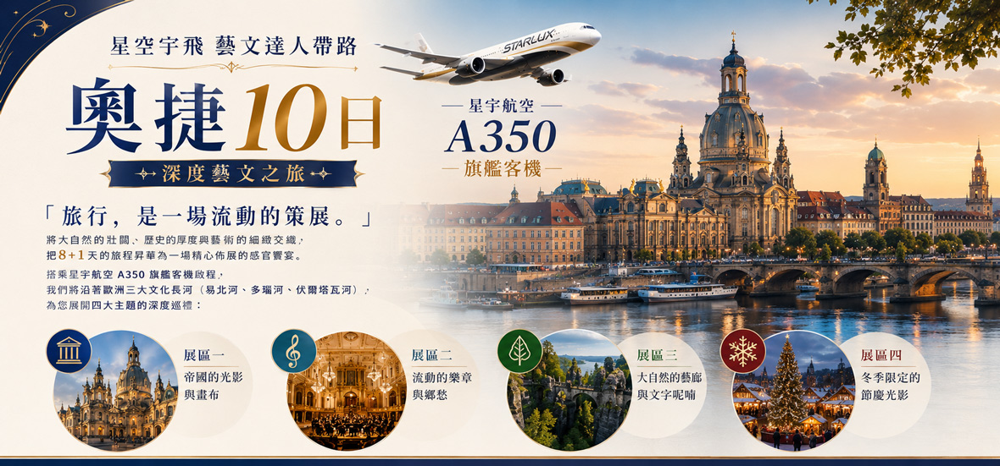 星空宇飛 藝文達人帶路
奧捷10日
深度藝文之旅
「旅行，是一場流動的策展。」
將大自然的壯闊、歷史的厚度與藝術的細緻交織，
把8+1天的旅程昇華為一場精心佈展的感官饗宴。
搭乘星宇航空 A350 旗艦客機啟程，
我們將沿著歐洲三大文化長河（易北河、多瑙河、伏爾塔瓦河），
為您展開四大主題的深度巡禮：
STARLUX
星宇航空
A350
旗艦客機
展區一
帝國的光影
與畫布
展區二
流動的樂章
與鄉愁
展區三
大自然的藝廊
與文字呢喃
展區四
冬季限定的
節慶光影